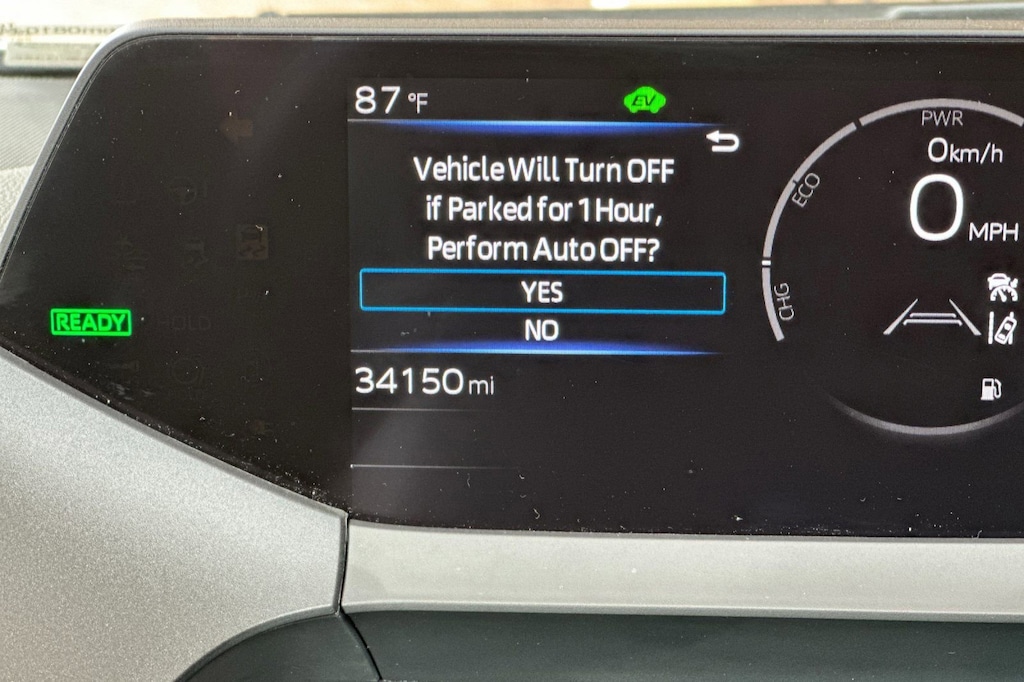 87 °F
EV
Vehicle Will Turn OFF
if Parked for 1 Hour,
Perform Auto OFF?
YES
NO
34150 mi
READY
HOLD
PWR
0 km/h
0 MPH
ECO
CHG